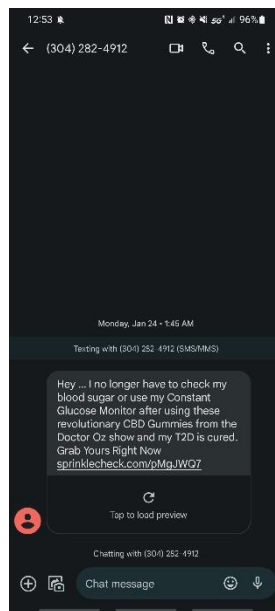 12:53 5G 96%
(304) 282-4912
Monday, Jan 24 • 1:45 AM
Texting with (304) 252-4912 (SMS/MMS)
Hey ... I no longer have to check my
blood sugar or use my Constant
Glucose Monitor after using these
revolutionary CBD Gummies from the
Doctor Oz show and my T2D is cured.
Grab Yours Right Now
sprinklecheck.com/pMgJWQ7
Tap to load preview
Chatting with (304) 252-4912
Chat message